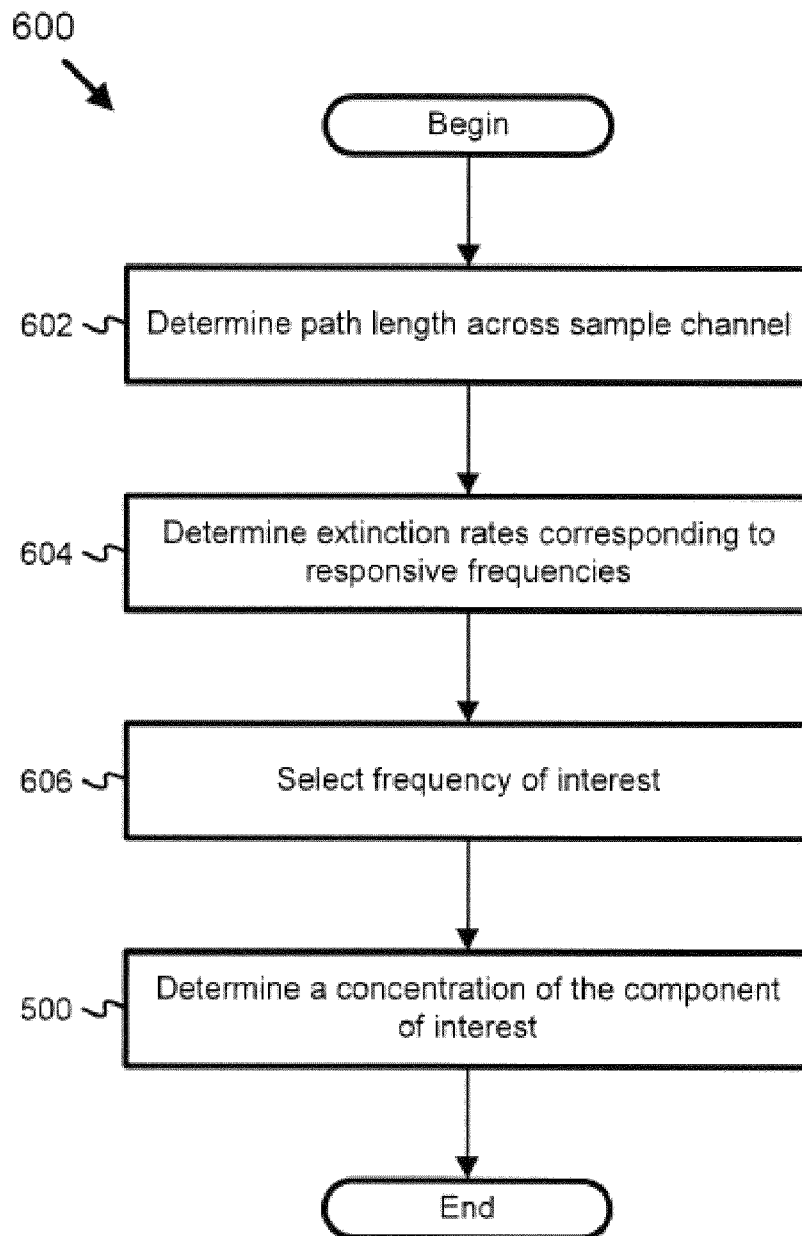 600
Begin
602
Determine path length across sample channel
604
Determine extinction rates corresponding to
responsive frequencies
606
Select frequency of interest
500
Determine a concentration of the component
of interest
End